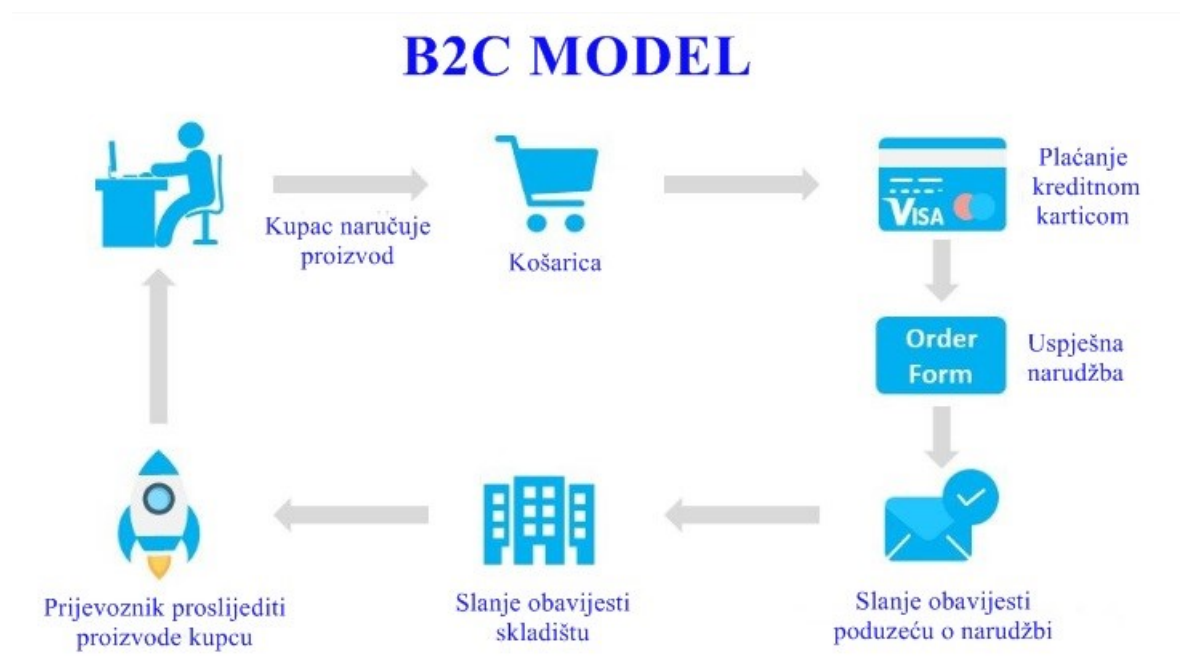 B2C MODEL
Kupac naručuje
proizvod
Košarica
VISA
Plaćanje
kreditnom
karticom
Order
Form
Uspješna
narudžba
Slanje obavijesti
poduzeću o narudžbi
Slanje obavijesti
skladištu
Prijevoznik proslijediti
proizvode kupcu